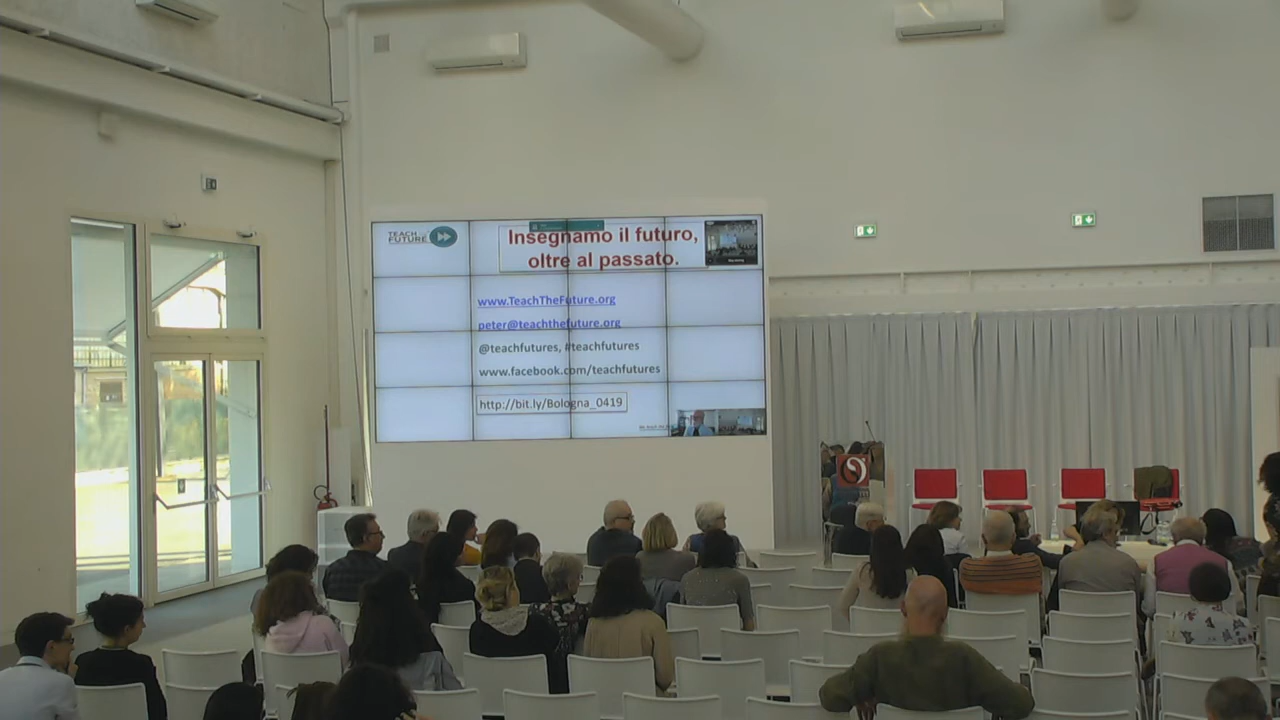 TEACH THE FUTURE
Insegnamo il futuro,
oltre al passato.
www.TeachTheFuture.org
peter@teachthefuture.org
@teachfutures, #teachfutures
www.facebook.com/teachfutures
http://bit.ly/Bologna_0419